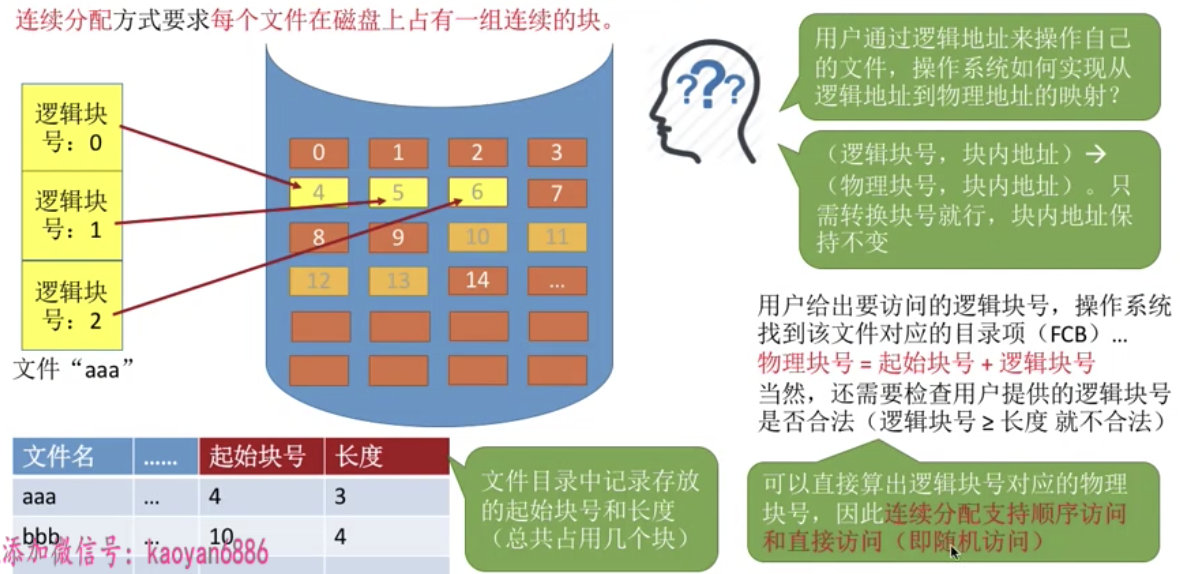 连续分配方式要求每个文件在磁盘上占有一组连续的块。
逻辑块
号：0
逻辑块
号：1
逻辑块
号：2
文件“aaa”
0 1 2 3
4 5 6 7
8 9 10 11
12 13 14 ...
???
用户通过逻辑地址来操作自己
的文件，操作系统如何实现从
逻辑地址到物理地址的映射？
（逻辑块号，块内地址）→
（物理块号，块内地址）。只
需转换块号就行，块内地址保
持不变
用户给出要访问的逻辑块号，操作系统
找到该文件对应的目录项（FCB）...
物理块号 = 起始块号 + 逻辑块号
当然，还需要检查用户提供的逻辑块号
是否合法（逻辑块号 ≥ 长度 就不合法）
可以直接算出逻辑块号对应的物理
块号，因此连续分配支持顺序访问
和直接访问（即随机访问）
文件名 …… 起始块号 长度
aaa ... 4 3
bbb ... 10 4
文件目录中记录存放
的起始块号和长度
（总共占用几个块）
添加微信号：kaoyan6886